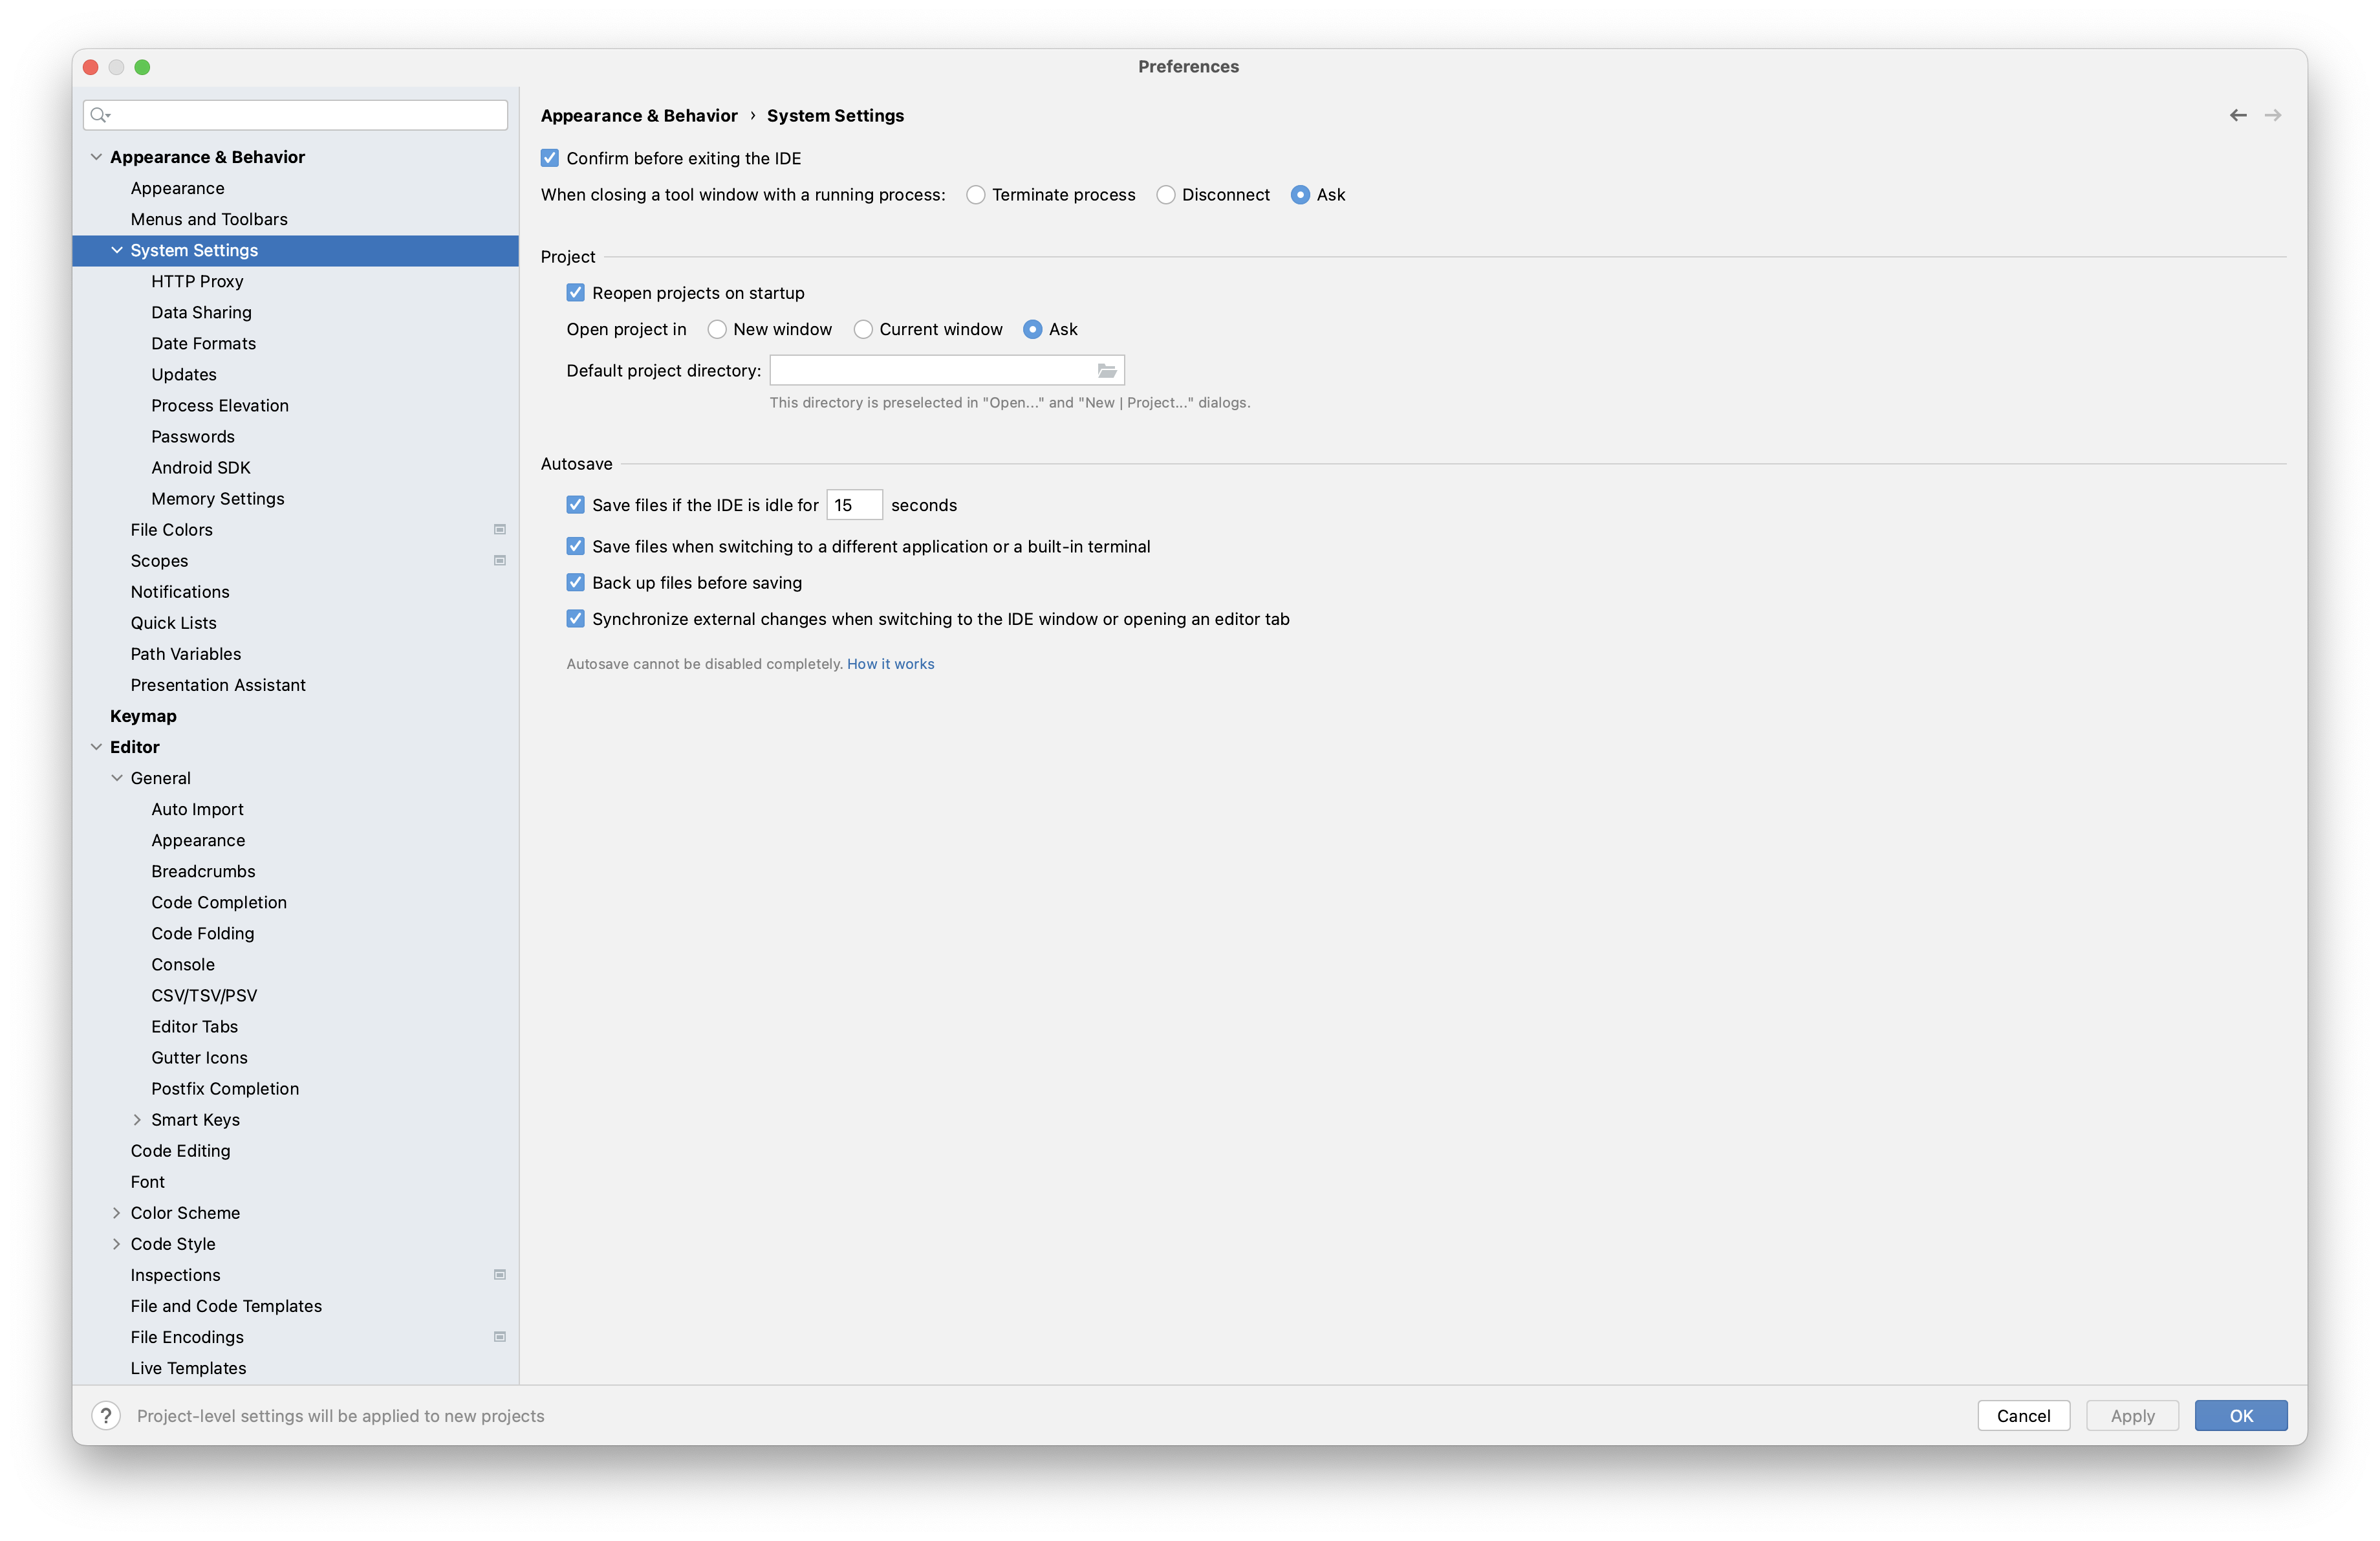 Preferences
Appearance & Behavior
Appearance
Menus and Toolbars
System Settings
HTTP Proxy
Data Sharing
Date Formats
Updates
Process Elevation
Passwords
Android SDK
Memory Settings
File Colors
Scopes
Notifications
Quick Lists
Path Variables
Presentation Assistant
Keymap
Editor
General
Auto Import
Appearance
Breadcrumbs
Code Completion
Code Folding
Console
CSV/TSV/PSV
Editor Tabs
Gutter Icons
Postfix Completion
Smart Keys
Code Editing
Font
Color Scheme
Code Style
Inspections
File and Code Templates
File Encodings
Live Templates
Appearance & Behavior › System Settings
Confirm before exiting the IDE
When closing a tool window with a running process: Terminate process Disconnect Ask
Project
Reopen projects on startup
Open project in New window Current window Ask
Default project directory:
This directory is preselected in "Open..." and "New | Project..." dialogs.
Autosave
Save files if the IDE is idle for 15 seconds
Save files when switching to a different application or a built-in terminal
Back up files before saving
Synchronize external changes when switching to the IDE window or opening an editor tab
Autosave cannot be disabled completely. How it works
? Project-level settings will be applied to new projects
Cancel Apply OK